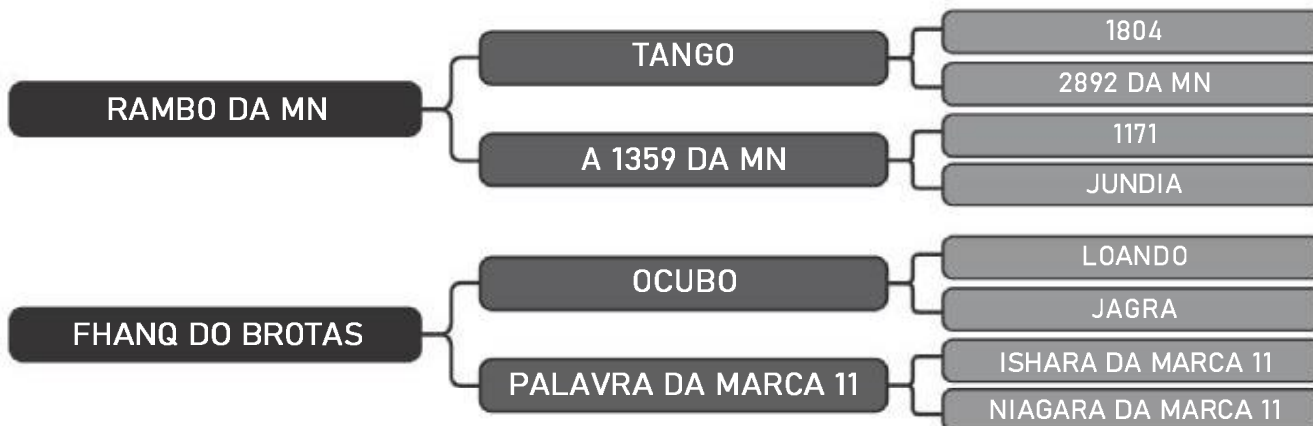 RAMBO DA MN
TANGO
1804
2892 DA MN
A 1359 DA MN
1171
JUNDIA
FHANQ DO BROTAS
OCUBO
LOANDO
JAGRA
PALAVRA DA MARCA 11
ISHARA DA MARCA 11
NIAGARA DA MARCA 11